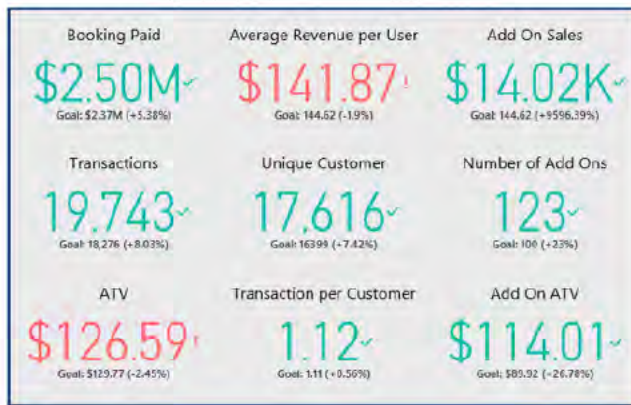 Booking Paid
$2.50M
Goal: $2.37M (+5.38%)
Average Revenue per User
$141.87
Goal: 144.62 (-1.9%)
Add On Sales
$14.02K
Goal: 144.62 (+9596.39%)
Transactions
19,743
Goal: 18,276 (+8.03%)
Unique Customer
17,616
Goal: 16399 (+7.42%)
Number of Add Ons
123
Goal: 100 (+23%)
ATV
$126.59
Goal: $129.77 (-2.45%)
Transaction per Customer
1.12
Goal: 1.11 (+0.56%)
Add On ATV
$114.01
Goal: $89.92 (+26.78%)